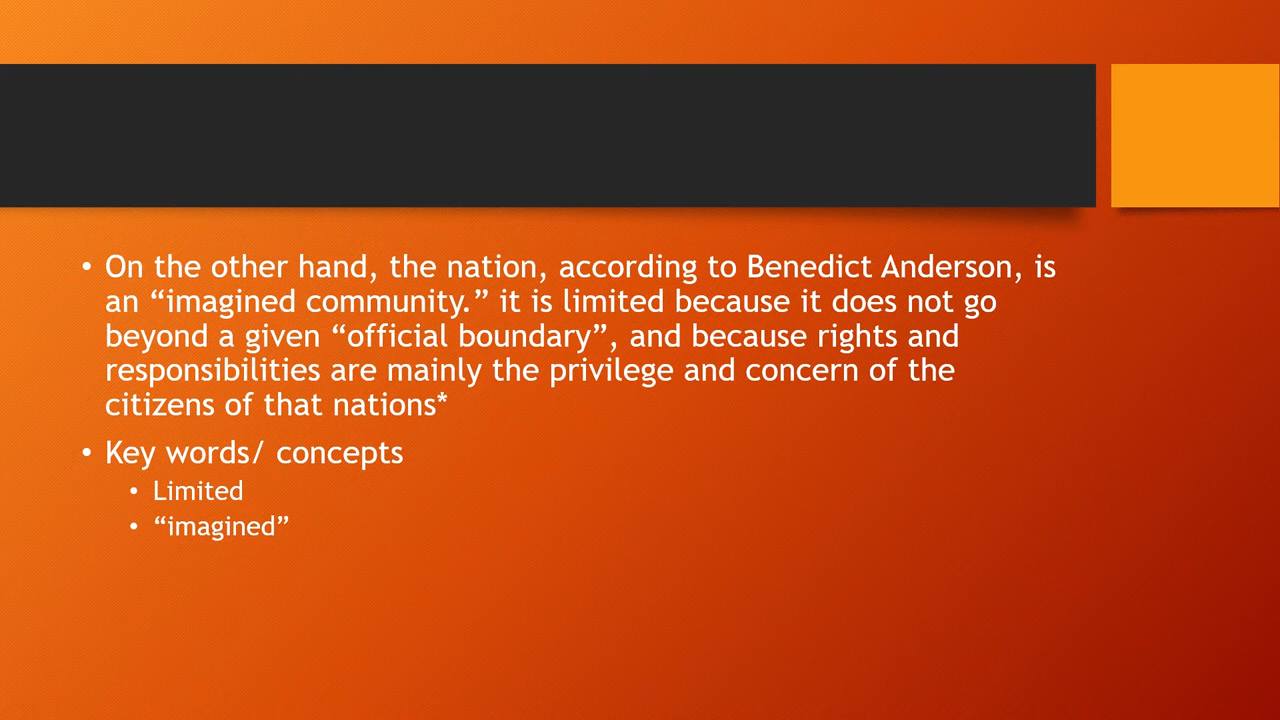 • On the other hand, the nation, according to Benedict Anderson, is
an “imagined community.” it is limited because it does not go
beyond a given “official boundary”, and because rights and
responsibilities are mainly the privilege and concern of the
citizens of that nations*
• Key words/ concepts
• Limited
• “imagined”